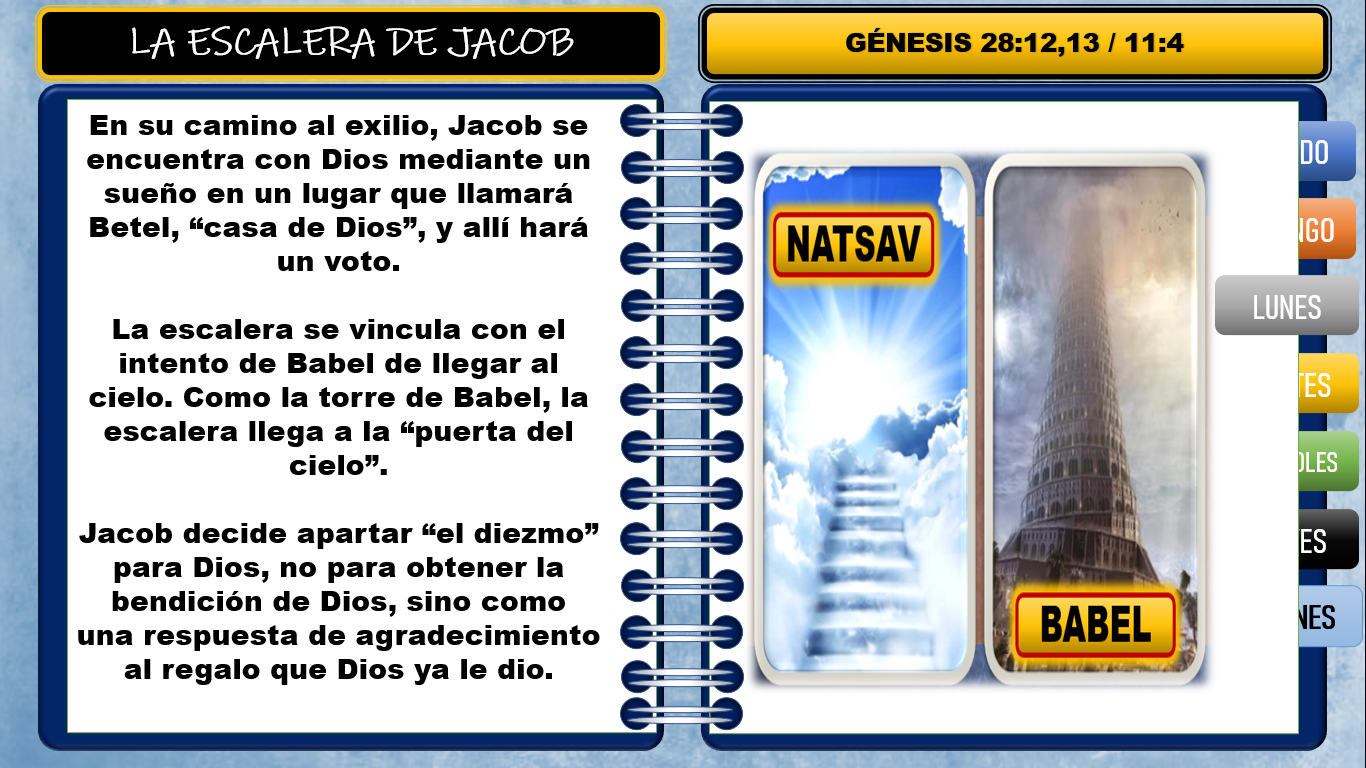 LA ESCALERA DE JACOB
GÉNESIS 28:12,13 / 11:4
En su camino al exilio, Jacob se
encuentra con Dios mediante un
sueño en un lugar que llamará
Betel, “casa de Dios”, y allí hará
un voto.
La escalera se vincula con el
intento de Babel de llegar al
cielo. Como la torre de Babel, la
escalera llega a la “puerta del
cielo”.
Jacob decide apartar “el diezmo”
para Dios, no para obtener la
bendición de Dios, sino como
una respuesta de agradecimiento
al regalo que Dios ya le dio.
NATSAV
BABEL
DO
NGO
LUNES
TES
OLES
ES
NES